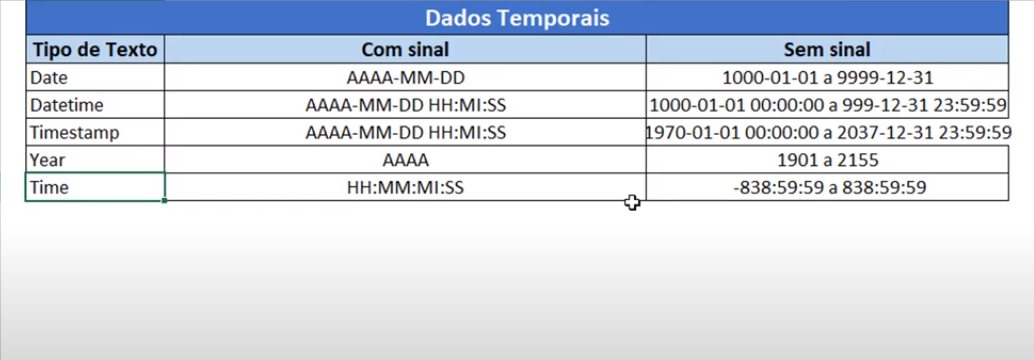 Dados Temporais
Tipo de Texto Com sinal Sem sinal
Date AAAA-MM-DD 1000-01-01 a 9999-12-31
Datetime AAAA-MM-DD HH:MI:SS 1000-01-01 00:00:00 a 999-12-31 23:59:59
Timestamp AAAA-MM-DD HH:MI:SS 1970-01-01 00:00:00 a 2037-12-31 23:59:59
Year AAAA 1901 a 2155
Time HH:MM:MI:SS -838:59:59 a 838:59:59